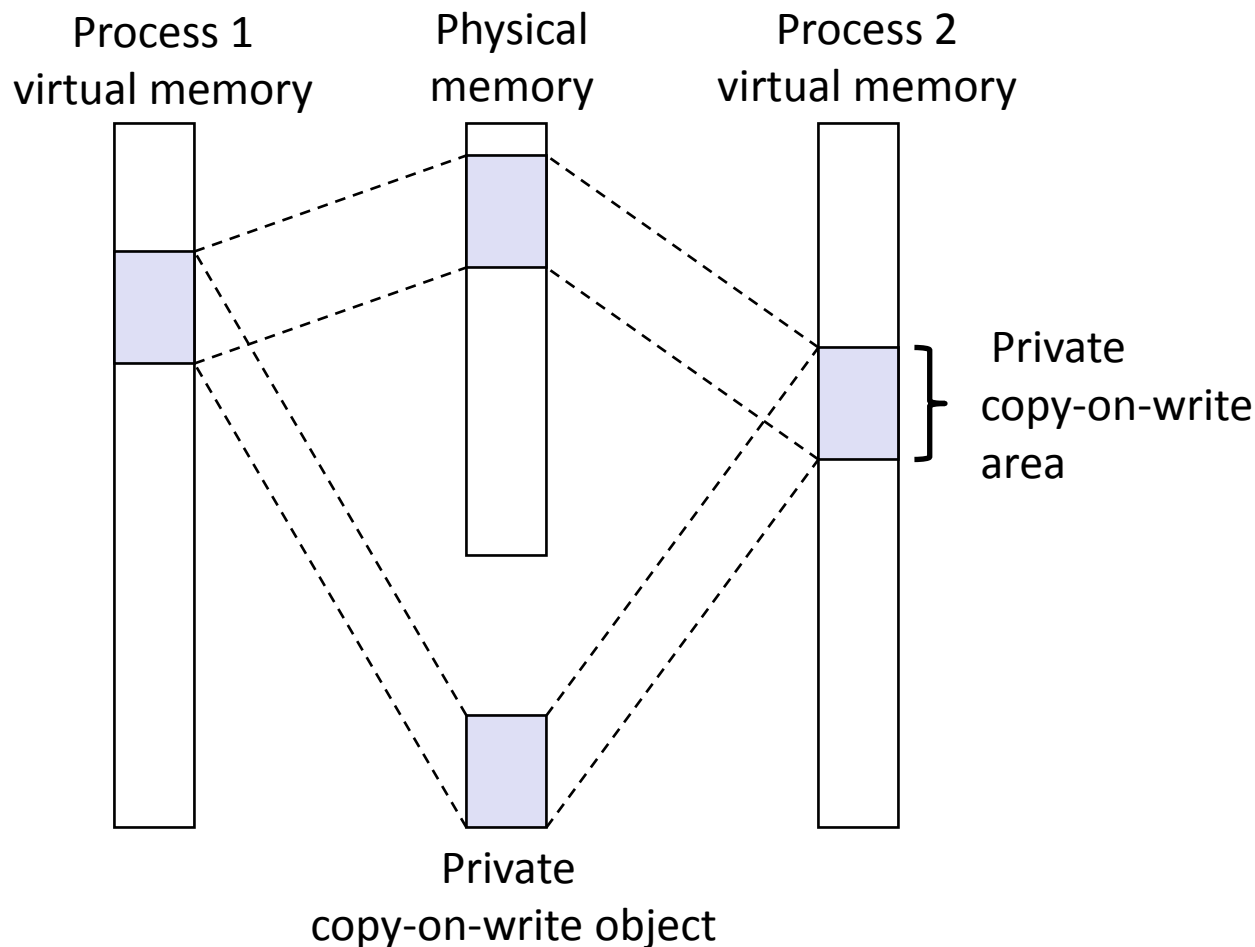 Process 1
virtual memory
Physical
memory
Process 2
virtual memory
Private
copy-on-write
area
Private
copy-on-write object